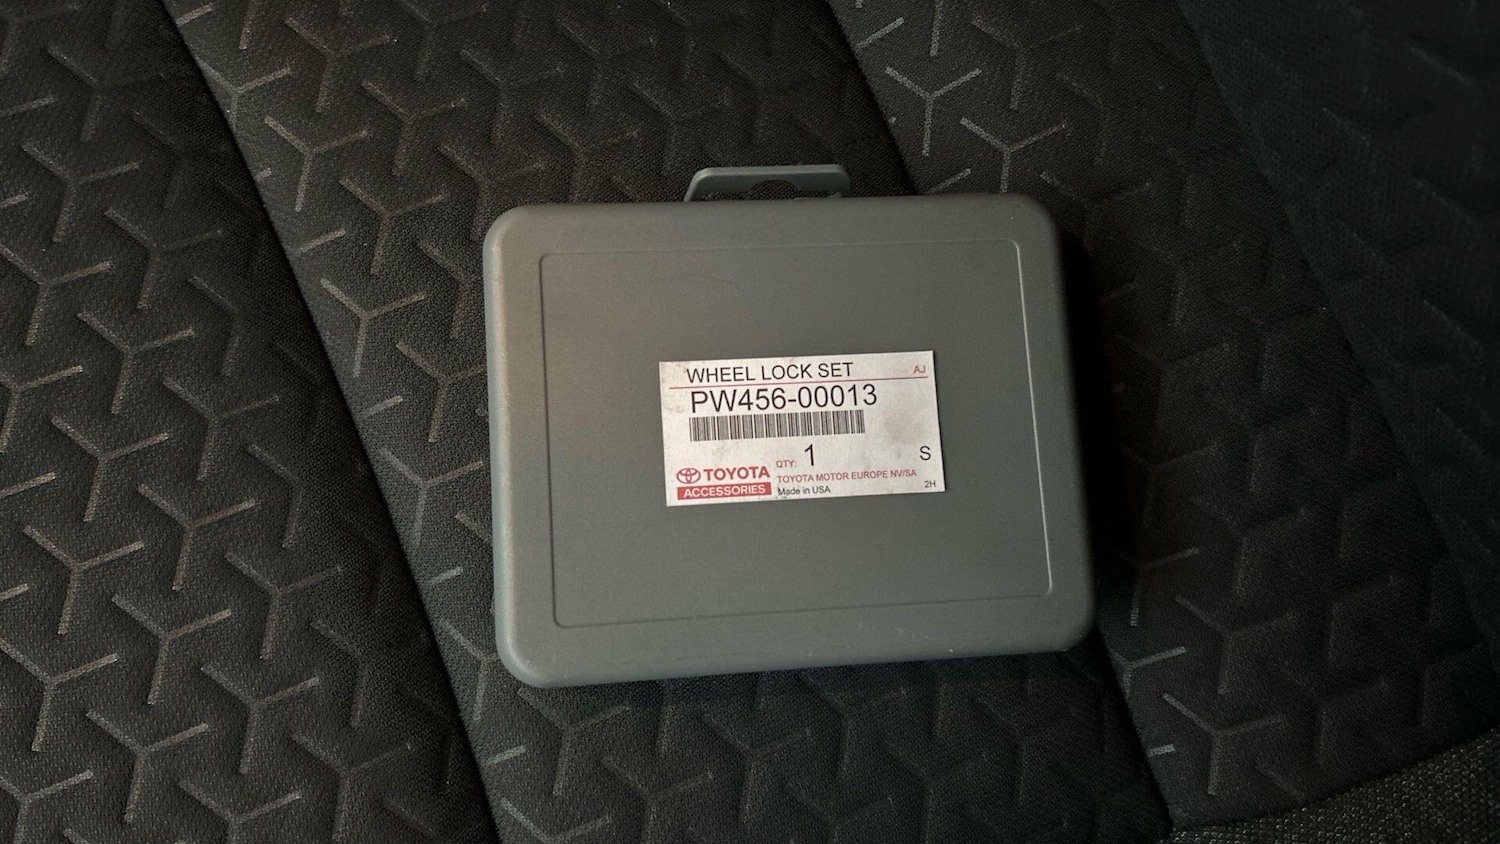 WHEEL LOCK SET AJ
PW456-00013
QTY: 1 S
TOYOTA
ACCESSORIES
TOYOTA MOTOR EUROPE NV/SA
Made in USA 2H